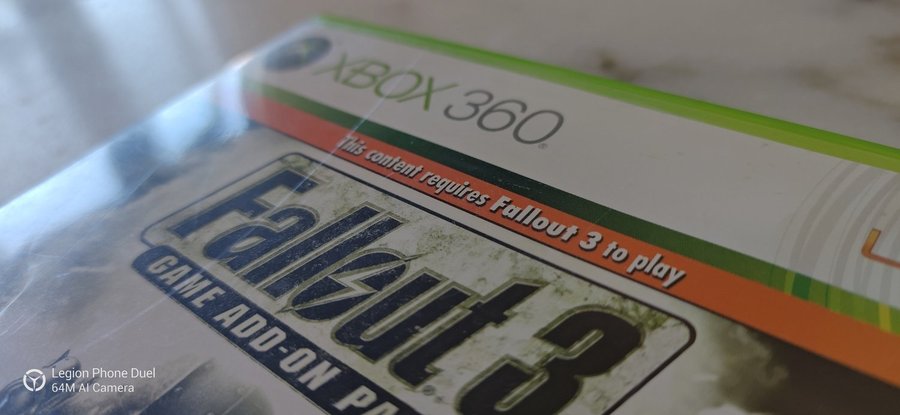 XBOX 360
This content requires Fallout 3 to play
Fallout 3
GAME ADD-ON PA
Legion Phone Duel
64M AI Camera